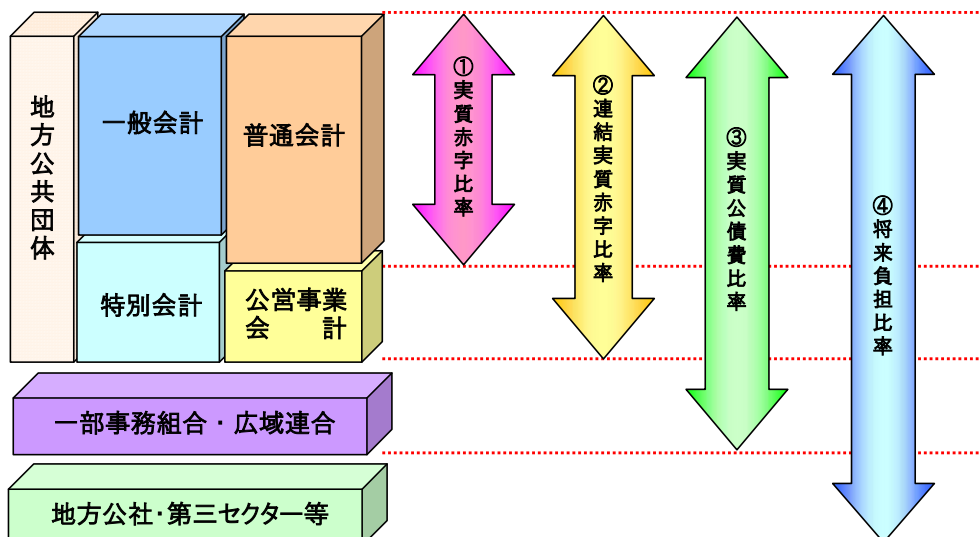 地方公共団体
一般会計
普通会計
特別会計
公営事業
会　　計
一部事務組合・広域連合
地方公社・第三セクター等
①実質赤字比率
②連結実質赤字比率
③実質公債費比率
④将来負担比率